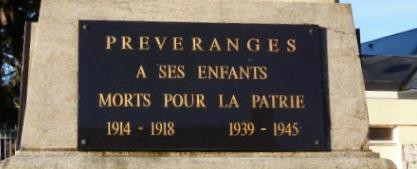 PREVERANGES
A SES ENFANTS
MORTS POUR LA PATRIE
1914 - 1918 1939 - 1945